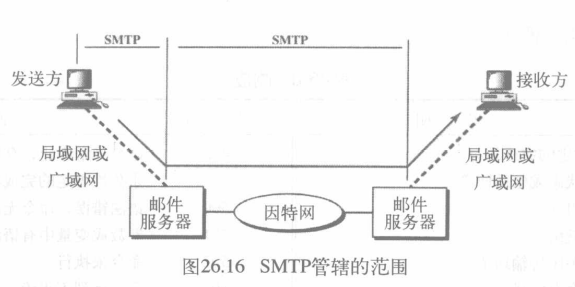 SMTP
SMTP
发送方
接收方
局域网或
广域网
局域网或
广域网
邮件
服务器
因特网
邮件
服务器
图26.16 SMTP管辖的范围